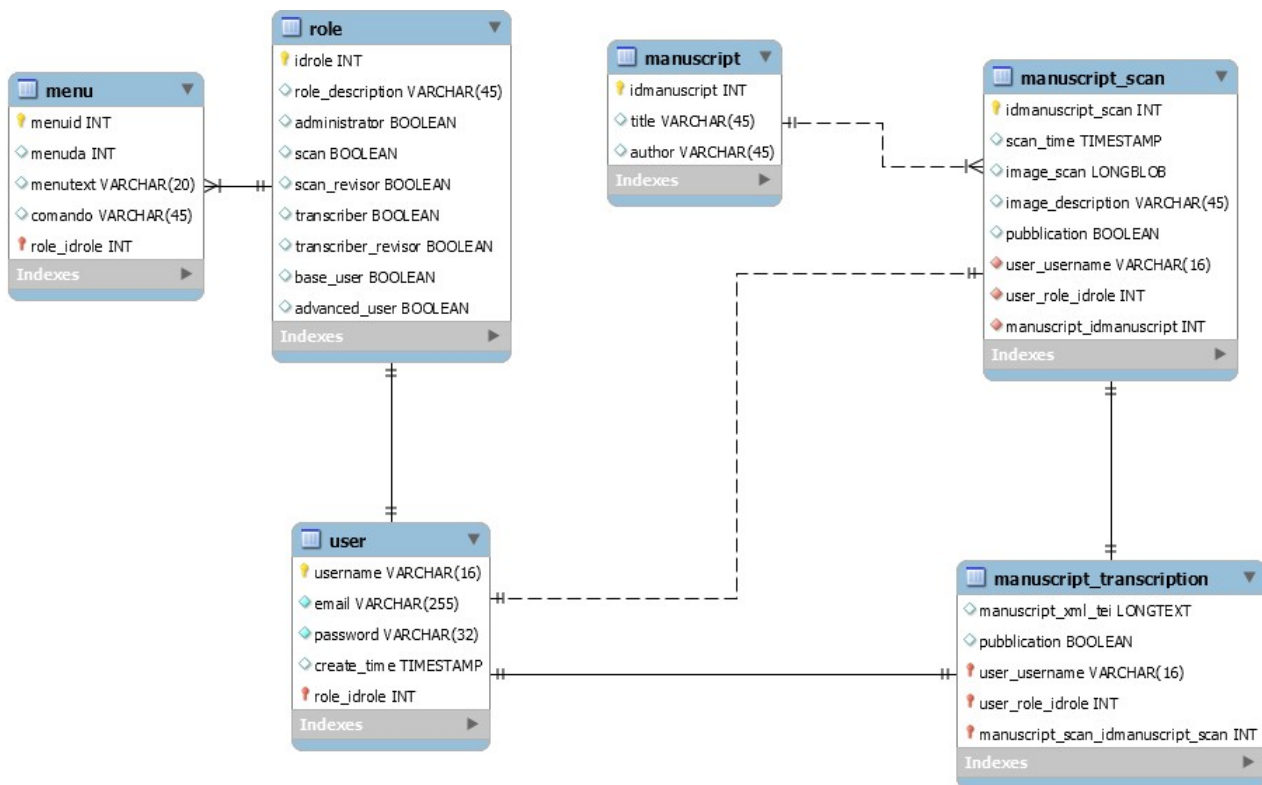 role
idrole INT
role_description VARCHAR(45)
administrator BOOLEAN
scan BOOLEAN
scan_revisor BOOLEAN
transcriber BOOLEAN
transcriber_revisor BOOLEAN
base_user BOOLEAN
advanced_user BOOLEAN
Indexes
menu
menuid INT
menuda INT
menutext VARCHAR(20)
comando VARCHAR(45)
role_idrole INT
Indexes
manuscript
idmanuscript INT
title VARCHAR(45)
author VARCHAR(45)
Indexes
manuscript_scan
idmanuscript_scan INT
scan_time TIMESTAMP
image_scan LONGBLOB
image_description VARCHAR(45)
pubblication BOOLEAN
user_username VARCHAR(16)
user_role_idrole INT
manuscript_idmanuscript INT
Indexes
user
username VARCHAR(16)
email VARCHAR(255)
password VARCHAR(32)
create_time TIMESTAMP
role_idrole INT
Indexes
manuscript_transcription
manuscript_xml_tei LONGTEXT
pubblication BOOLEAN
user_username VARCHAR(16)
user_role_idrole INT
manuscript_scan_idmanuscript_scan INT
Indexes